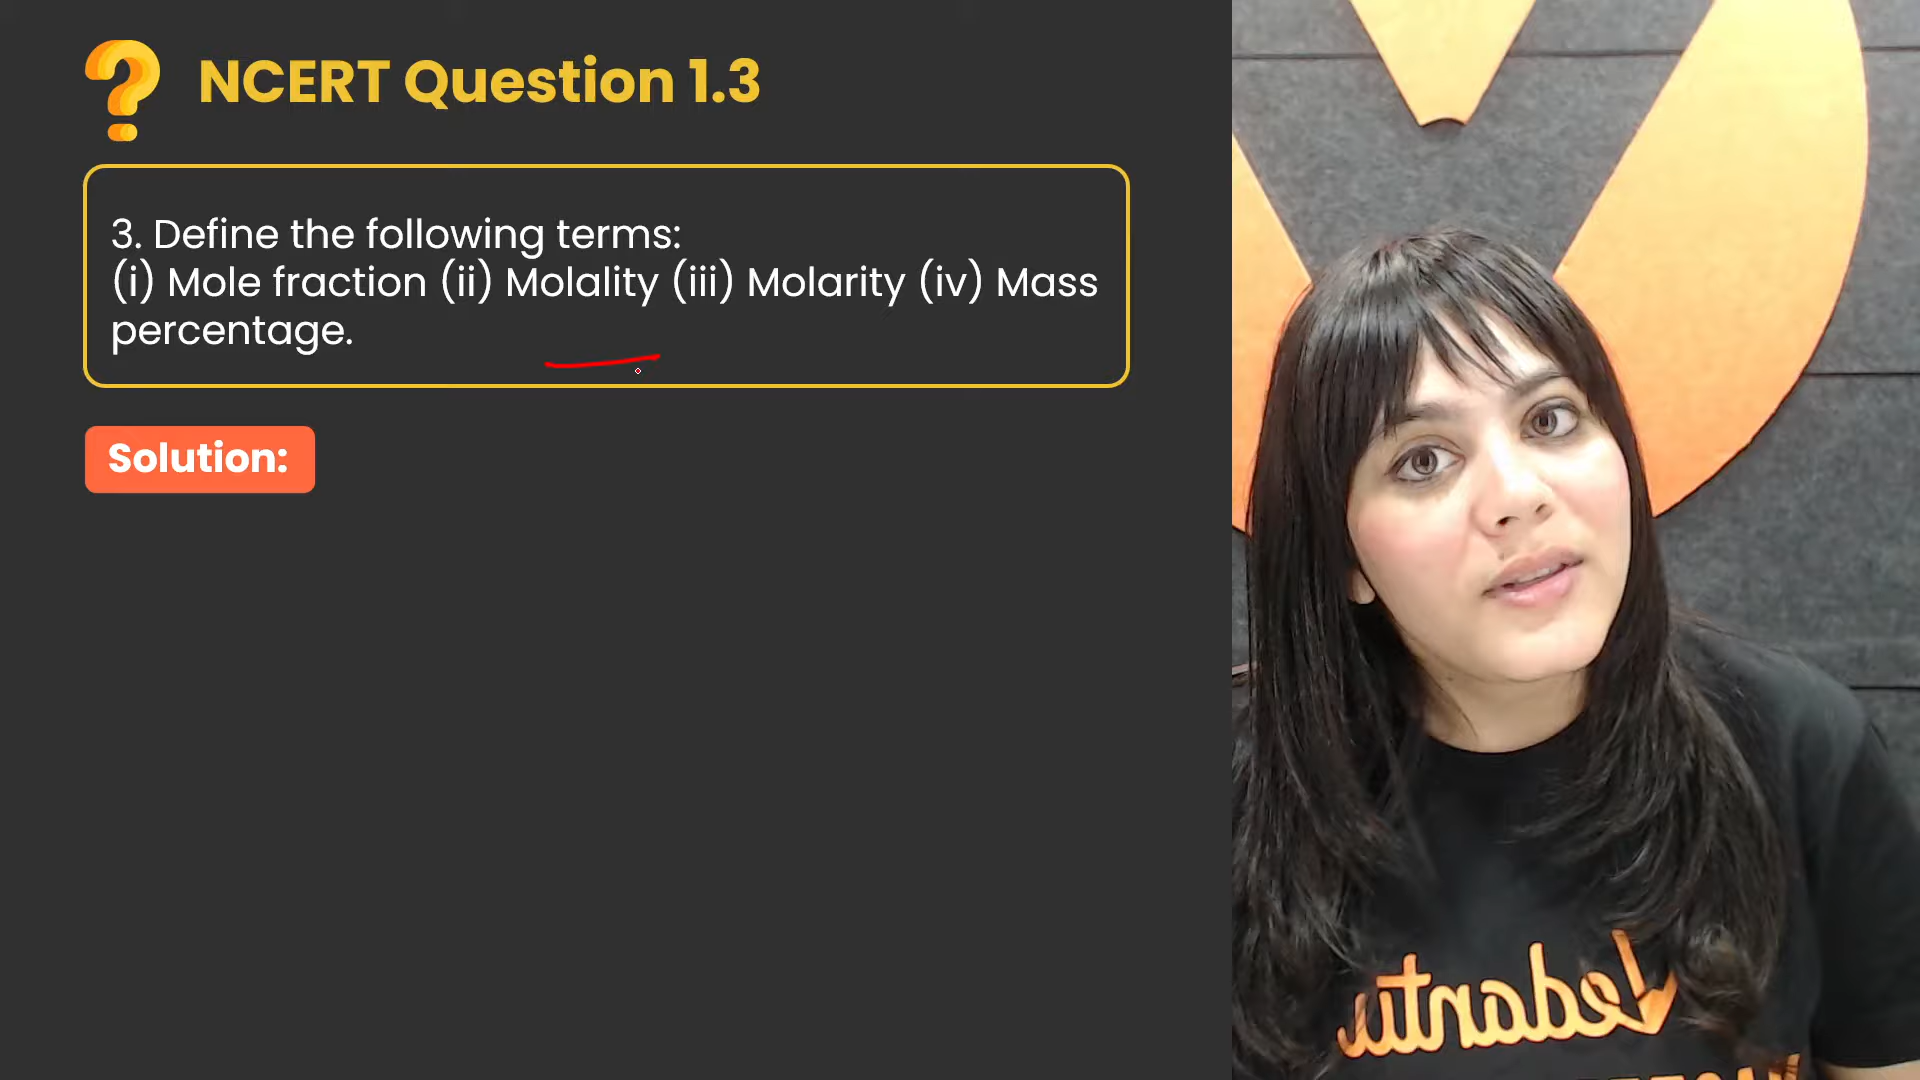 NCERT Question 1.3
3. Define the following terms:
(i) Mole fraction (ii) Molality (iii) Molarity (iv) Mass
percentage.
Solution:
Vedantu